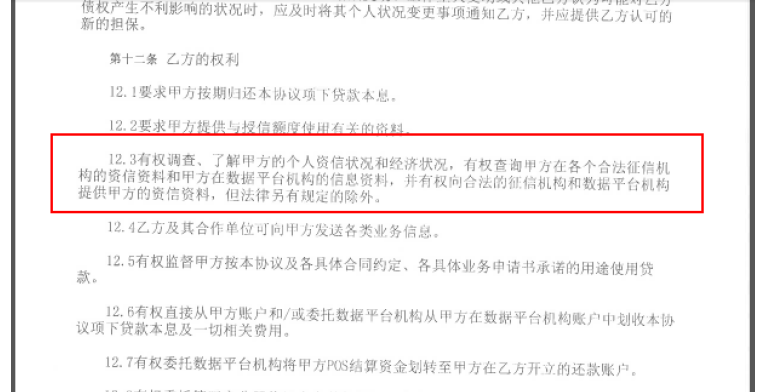 债权产生不利影响的状况时，应及时将其个人状况变更事项通知乙方，并应提供乙方认可的
新的担保。
第十二条 乙方的权利
12.1要求甲方按期归还本协议项下贷款本息。
12.2要求甲方提供与授信额度使用有关的资料。
12.3有权调查、了解甲方的个人资信状况和经济状况，有权查询甲方在各个合法征信机
构的资信资料和甲方在数据平台机构的信息资料，并有权向合法的征信机构和数据平台机构
提供甲方的资信资料，但法律另有规定的除外。
12.4乙方及其合作单位可向甲方发送各类业务信息。
12.5有权监督甲方按本协议及各具体合同约定、各具体业务申请书承诺的用途使用贷
款。
12.6有权直接从甲方账户和/或委托数据平台机构从甲方在数据平台机构账户中划收本协
议项下贷款本息及一切相关费用。
12.7有权委托数据平台机构将甲方POS结算资金划转至甲方在乙方开立的还款账户。